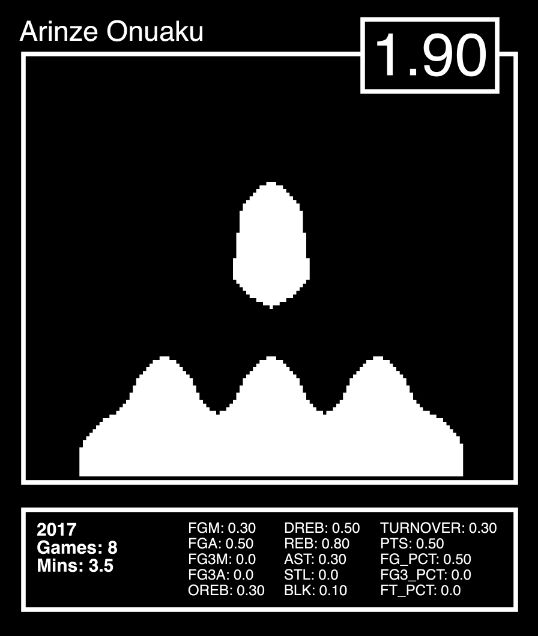 Arinze Onuaku
1.90
2017
Games: 8
Mins: 3.5
FGM: 0.30
FGA: 0.50
FG3M: 0.0
FG3A: 0.0
OREB: 0.30
DREB: 0.50
REB: 0.80
AST: 0.30
STL: 0.0
BLK: 0.10
TURNOVER: 0.30
PTS: 0.50
FG_PCT: 0.50
FG3_PCT: 0.0
FT_PCT: 0.0